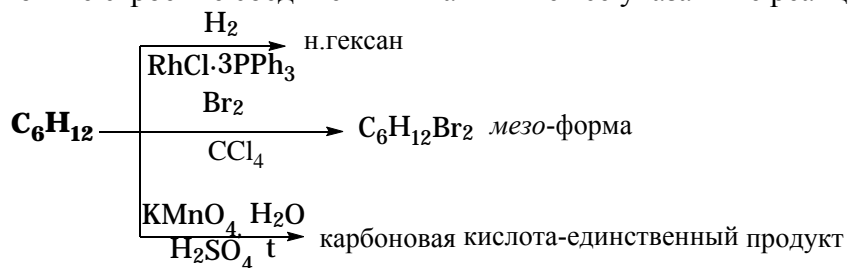 H₂
н.гексан
RhCl·3PPh₃
Br₂
C₆H₁₂
C₆H₁₂Br₂ мезо-форма
CCl₄
KMnO₄, H₂O
карбоновая кислота-единственный продукт
H₂SO₄ t